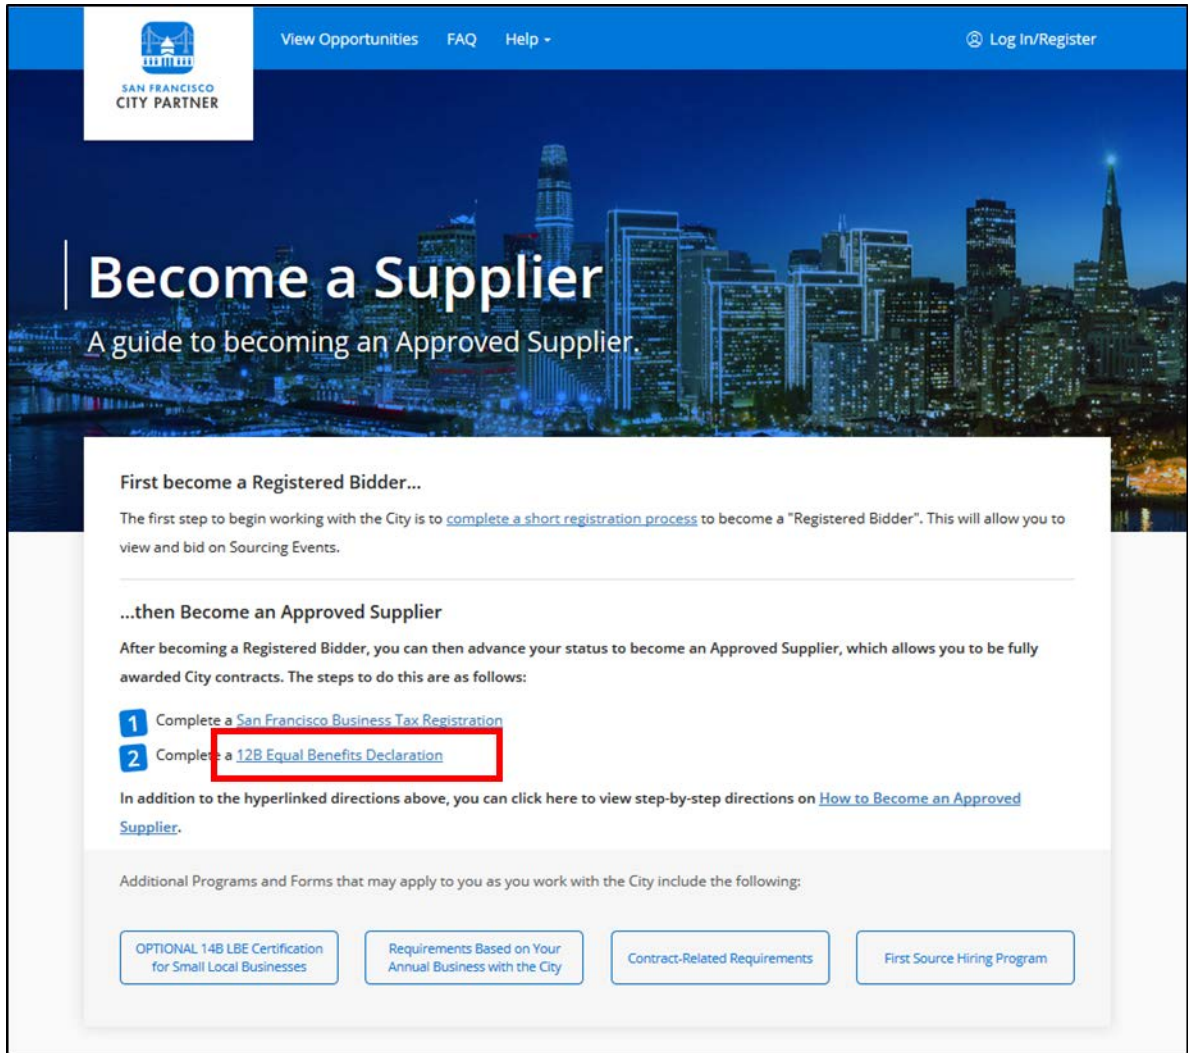 View Opportunities FAQ Help
Log In/Register
SAN FRANCISCO
CITY PARTNER
Become a Supplier
A guide to becoming an Approved Supplier.
First become a Registered Bidder...
The first step to begin working with the City is to complete a short registration process to become a "Registered Bidder". This will allow you to
view and bid on Sourcing Events.
...then Become an Approved Supplier
After becoming a Registered Bidder, you can then advance your status to become an Approved Supplier, which allows you to be fully
awarded City contracts. The steps to do this are as follows:
1 Complete a San Francisco Business Tax Registration
2 Complete a 12B Equal Benefits Declaration
In addition to the hyperlinked directions above, you can click here to view step-by-step directions on How to Become an Approved
Supplier.
Additional Programs and Forms that may apply to you as you work with the City include the following:
OPTIONAL 14B LBE Certification
for Small Local Businesses
Requirements Based on Your
Annual Business with the City
Contract-Related Requirements
First Source Hiring Program